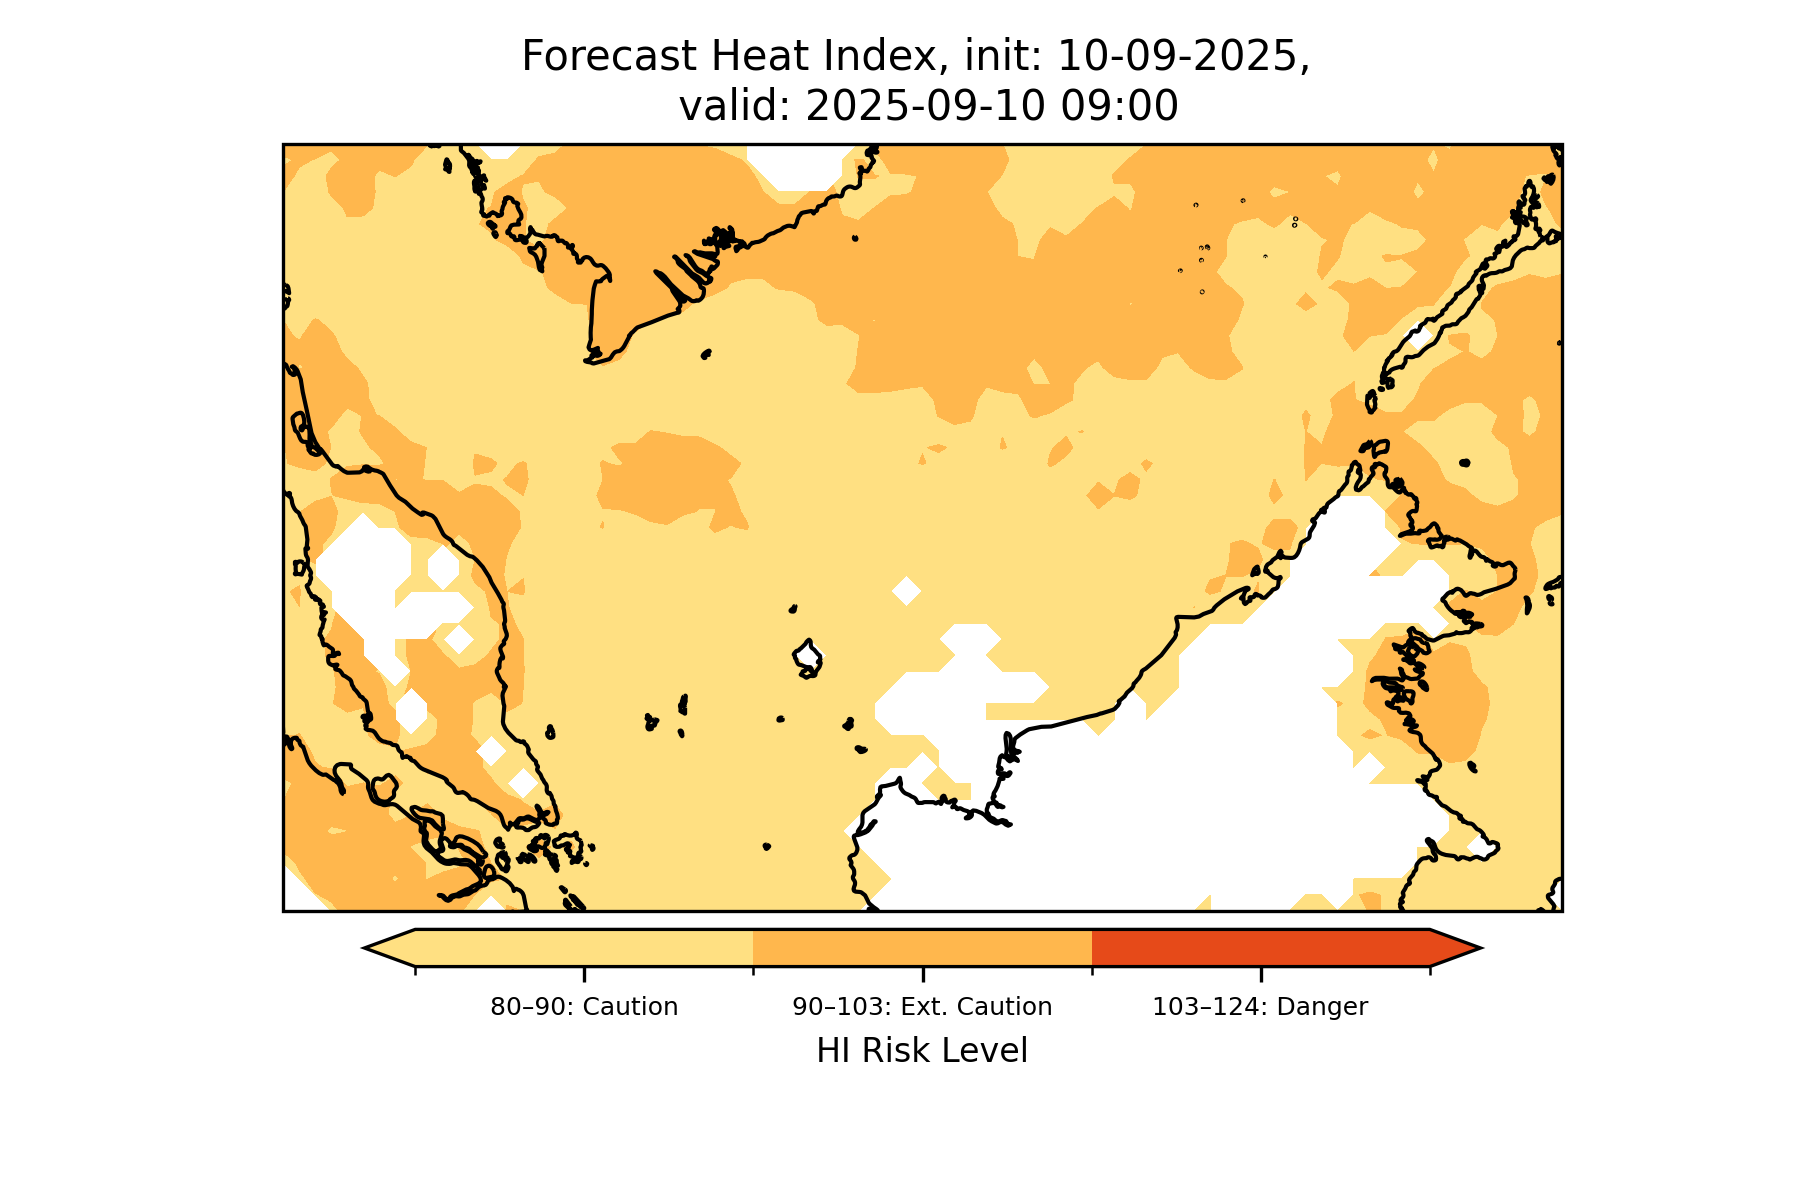 Forecast Heat Index, init: 10-09-2025,
valid: 2025-09-10 09:00
80–90: Caution
90–103: Ext. Caution
103–124: Danger
HI Risk Level